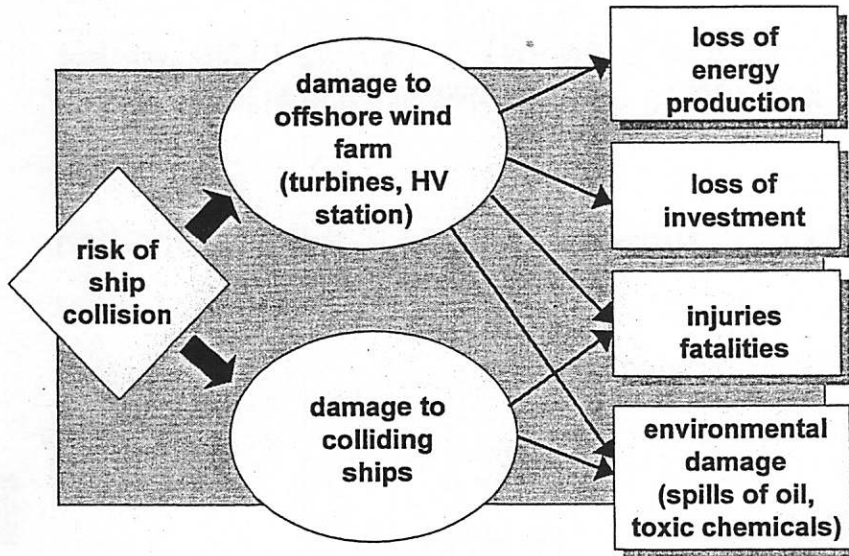 risk of
ship
collision
damage to
offshore wind
farm
(turbines, HV
station)
damage to
colliding
ships
loss of
energy
production
loss of
investment
injuries
fatalities
environmental
damage
(spills of oil,
toxic chemicals)